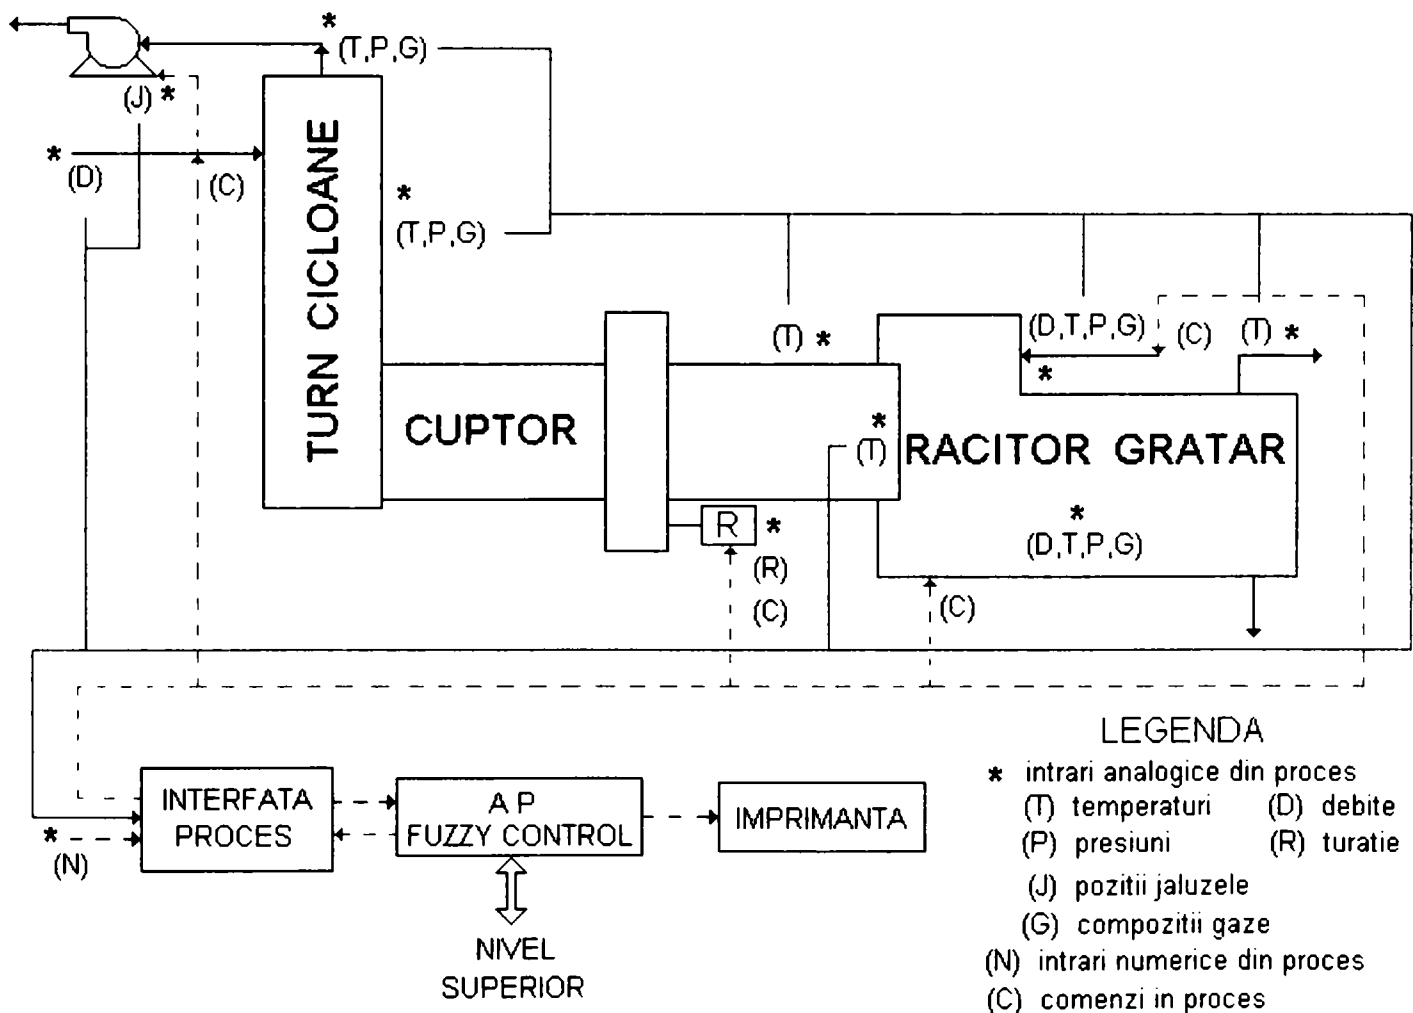 *
(T,P,G)
(J) *
* (D)
(C)
TURN CICLOANE
*
(T,P,G)
(T) *
(D,T,P,G)
*
(C)
(T) *
CUPTOR
*
(T)
RACITOR GRATAR
*
(D,T,P,G)
R *
(R)
(C)
(C)
INTERFATA
PROCES
* (N)
A P
FUZZY CONTROL
IMPRIMANTA
NIVEL
SUPERIOR
LEGENDA
* intrari analogice din proces
(T) temperaturi (D) debite
(P) presiuni (R) turatie
(J) pozitii jaluzele
(G) compozitii gaze
(N) intrari numerice din proces
(C) comenzi in proces